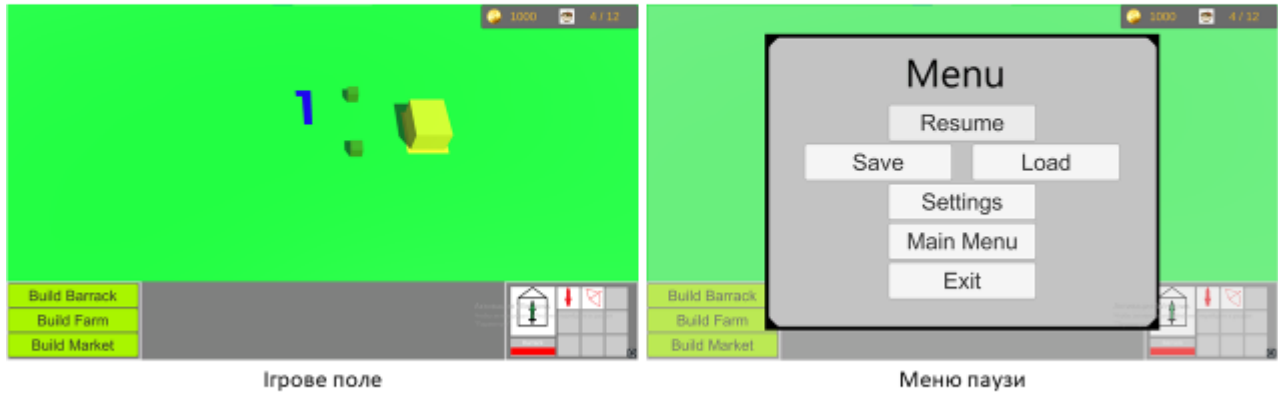 1000 4 / 12
1
Build Barrack
Build Farm
Build Market
Ігрове поле
1000 4 / 12
Menu
Resume
Save Load
Settings
Main Menu
Exit
Build Barrack
Build Farm
Build Market
Меню паузи